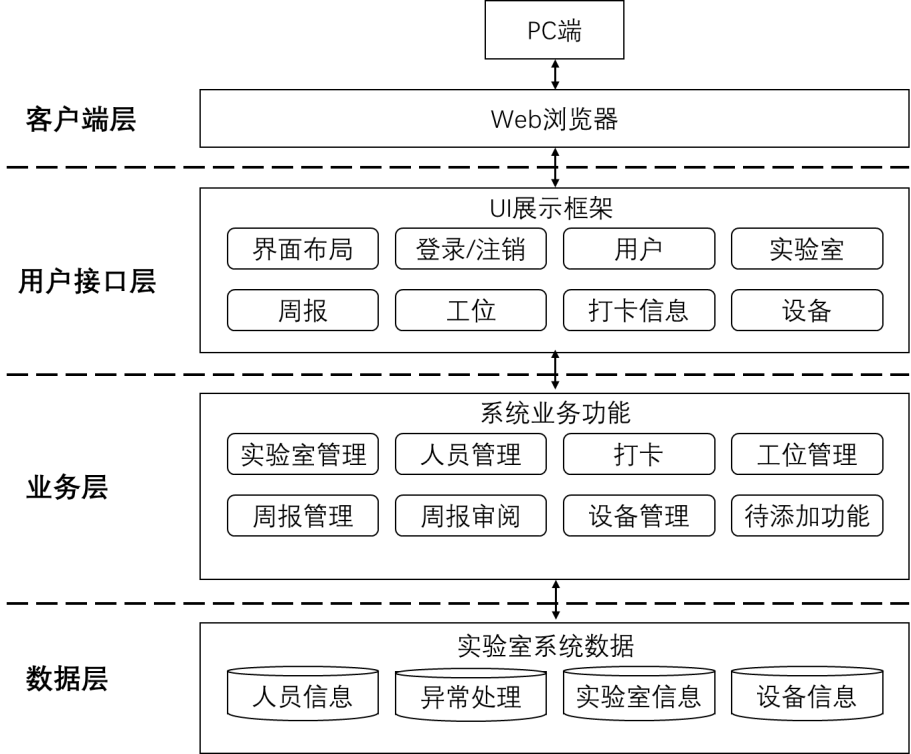 PC端
客户端层
Web浏览器
用户接口层
UI展示框架
界面布局 登录/注销 用户 实验室
周报 工位 打卡信息 设备
业务层
系统业务功能
实验室管理 人员管理 打卡 工位管理
周报管理 周报审阅 设备管理 待添加功能
数据层
实验室系统数据
人员信息 异常处理 实验室信息 设备信息